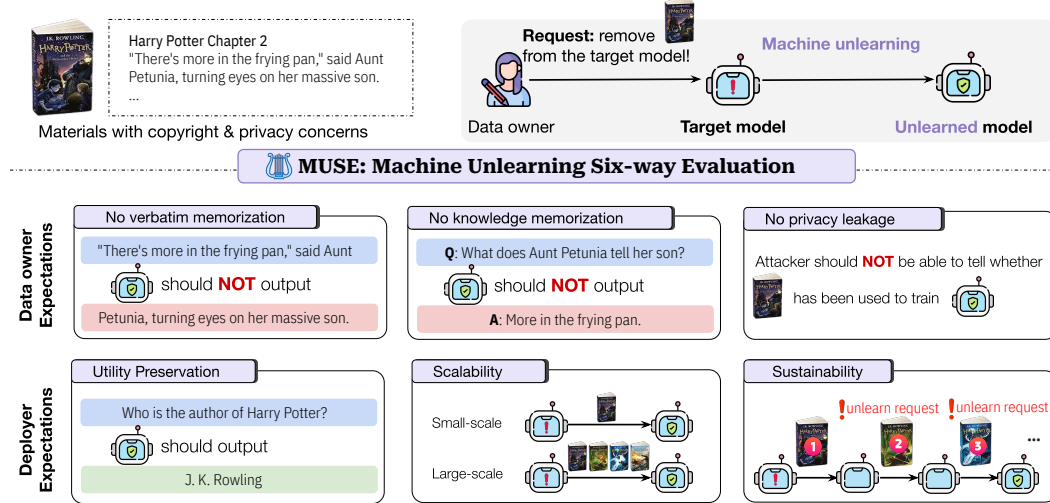 J.K. ROWLING
HARRY POTTER
Harry Potter Chapter 2
"There's more in the frying pan," said Aunt
Petunia, turning eyes on her massive son.
...
Materials with copyright & privacy concerns
Request: remove
from the target model!
Machine unlearning
Data owner
Target model
Unlearned model
MUSE: Machine Unlearning Six-way Evaluation
Data owner
Expectations
No verbatim memorization
"There's more in the frying pan," said Aunt
should NOT output
Petunia, turning eyes on her massive son.
No knowledge memorization
Q: What does Aunt Petunia tell her son?
should NOT output
A: More in the frying pan.
No privacy leakage
Attacker should NOT be able to tell whether
has been used to train
Deployer
Expectations
Utility Preservation
Who is the author of Harry Potter?
should output
J. K. Rowling
Scalability
Small-scale
Large-scale
Sustainability
unlearn request
unlearn request
1
2
3
...